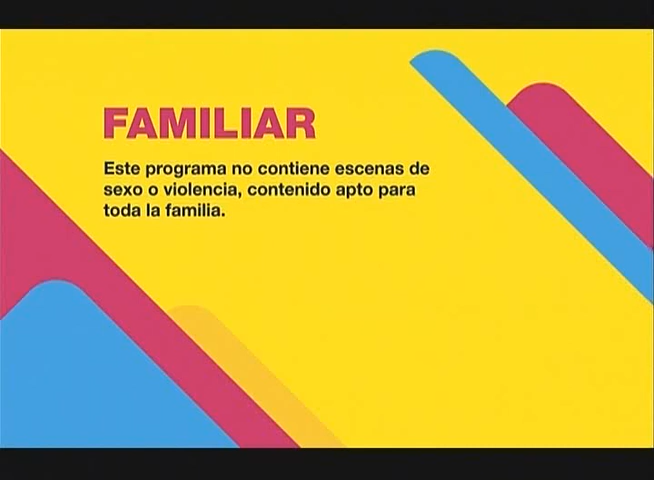 FAMILIAR
Este programa no contiene escenas de
sexo o violencia, contenido apto para
toda la familia.